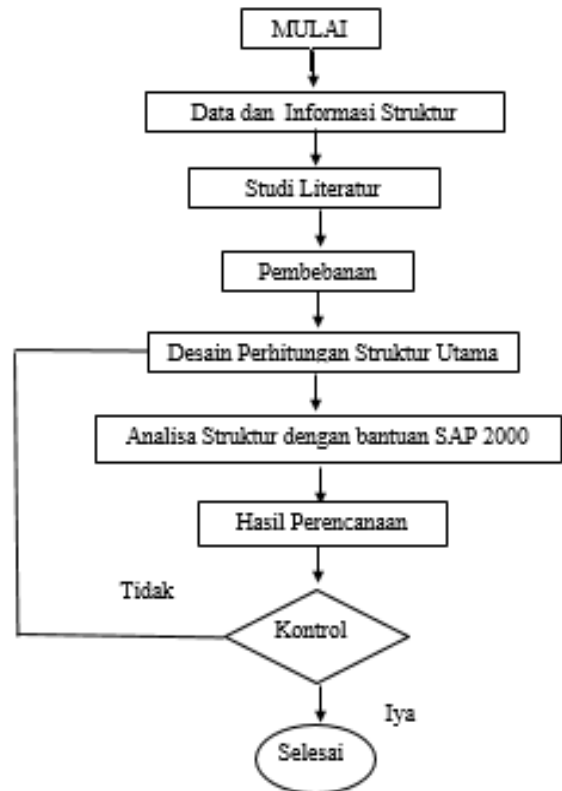 MULAI
Data dan Informasi Struktur
Studi Literatur
Pembebanan
Desain Perhitungan Struktur Utama
Analisa Struktur dengan bantuan SAP 2000
Hasil Perencanaan
Tidak
Kontrol
Iya
Selesai